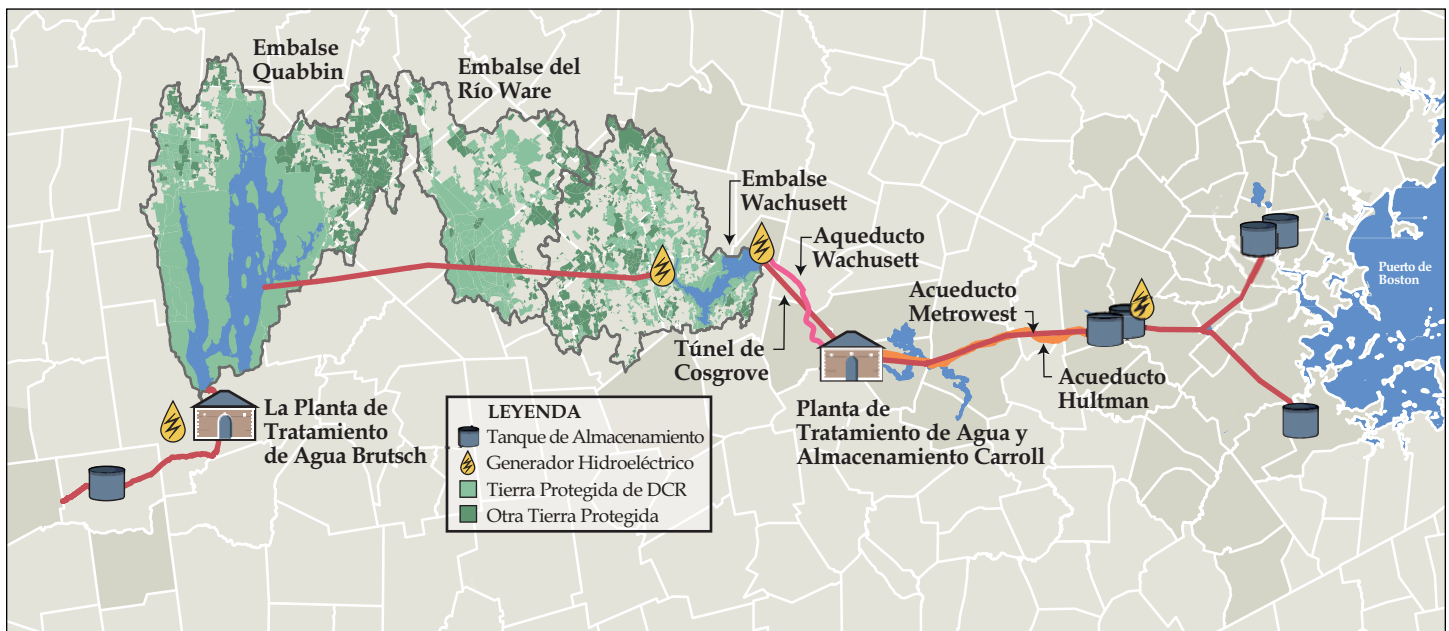 Embalse
Quabbin
Embalse del
Río Ware
Embalse
Wachusett
Aqueducto
Wachusett
Túnel de
Cosgrove
Acueducto
Metrowest
Acueducto
Hultman
Puerto de
Boston
La Planta de
Tratamiento
de Agua Brutsch
Planta de
Tratamiento de Agua y
Almacenamiento Carroll
LEYENDA
Tanque de Almacenamiento
Generador Hidroeléctrico
Tierra Protegida de DCR
Otra Tierra Protegida